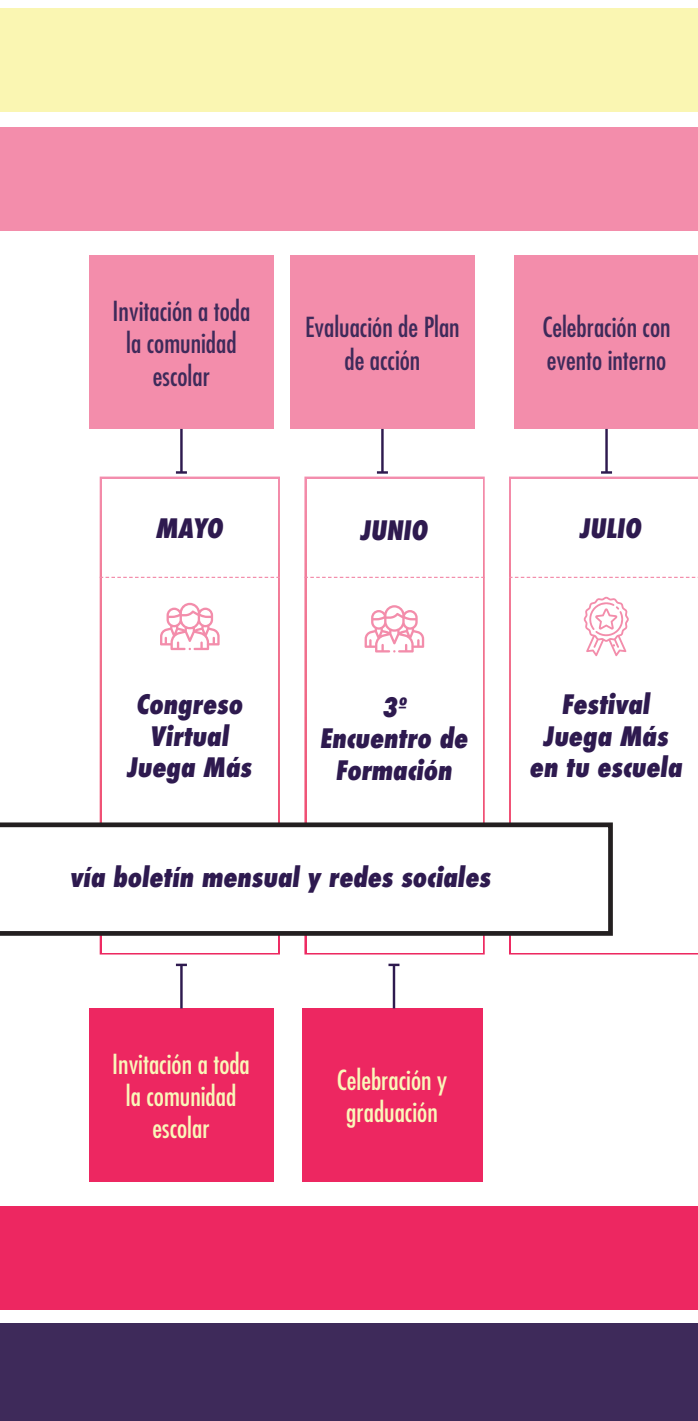 Invitación a toda
la comunidad
escolar
Evaluación de Plan
de acción
Celebración con
evento interno
MAYO
JUNIO
JULIO
Congreso
Virtual
Juega Más
3º
Encuentro de
Formación
Festival
Juega Más
en tu escuela
vía boletín mensual y redes sociales
Invitación a toda
la comunidad
escolar
Celebración y
graduación